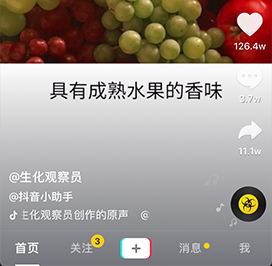 126.4w
具有成熟水果的香味
3.7w
11.1w
@生化观察员
@抖音小助手
生化观察员创作的原声 @
首页 关注 3 消息 我